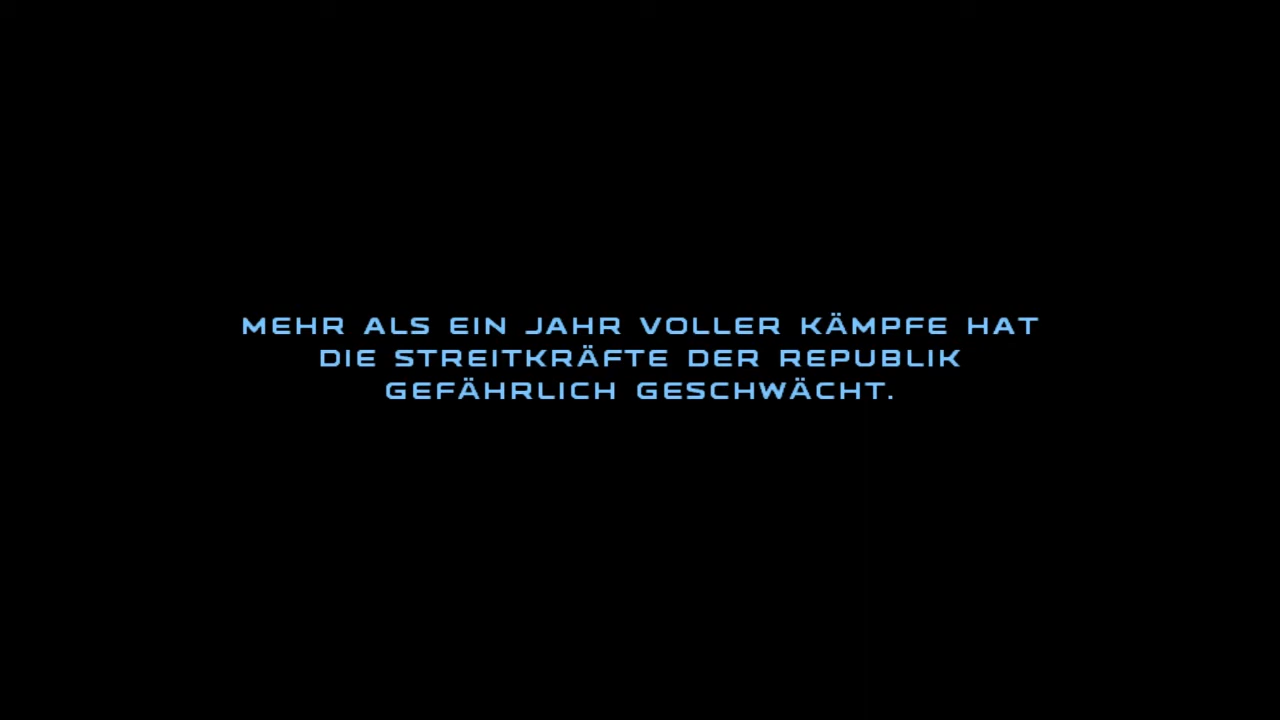 MEHR ALS EIN JAHR VOLLER KÄMPFE HAT
DIE STREITKRÄFTE DER REPUBLIK
GEFÄHRLICH GESCHWÄCHT.